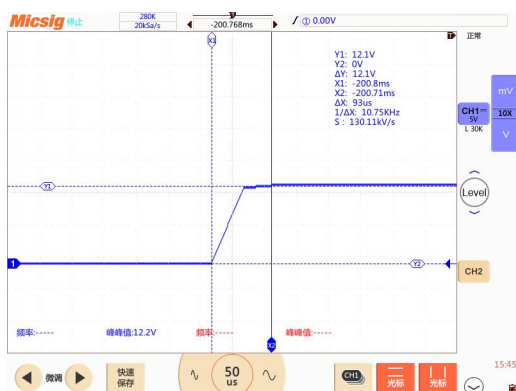 Micsig 停止
280K
20kSa/s
-200.768ms
① 0.00V
T
正常
X1
Y1: 12.1V
Y2: 0V
ΔY: 12.1V
X1: -200.8ms
X2: -200.71ms
ΔX: 93us
1/ΔX: 10.75KHz
S : 130.11kV/s
mV
CH1
5V
10X
L 30K
V
Y1
Level
1
Y2
CH2
频率:-----
峰峰值:12.2V
频率:-----
峰峰值:-----
X2
15:45
微调
快速
保存
50
us
CH1
光标
光标